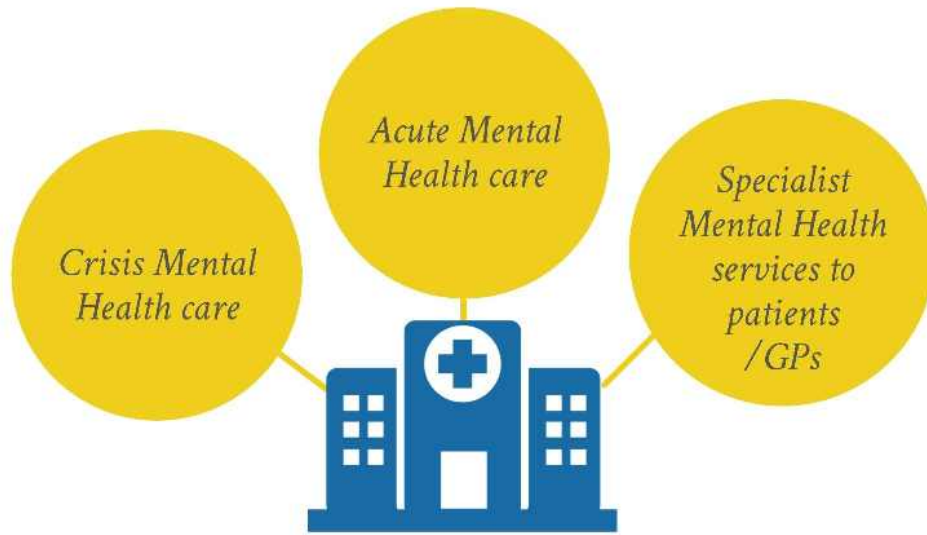 Crisis Mental
Health care
Acute Mental
Health care
Specialist
Mental Health
services to
patients
/GPs